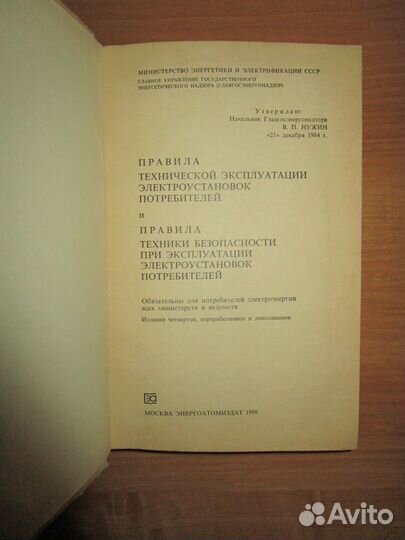 МИНИСТЕРСТВО ЭНЕРГЕТИКИ И ЭЛЕКТРИФИКАЦИИ СССР
ГЛАВНОЕ УПРАВЛЕНИЕ ГОСУДАРСТВЕННОГО
ЭНЕРГЕТИЧЕСКОГО НАДЗОРА (ГЛАВГОСЭНЕРГОНАДЗОР)
Утверждаю:
Начальник Главгосэнергонадзора
В. П. НУЖИН
«21» декабря 1984 г.
ПРАВИЛА
ТЕХНИЧЕСКОЙ ЭКСПЛУАТАЦИИ
ЭЛЕКТРОУСТАНОВОК
ПОТРЕБИТЕЛЕЙ
И
ПРАВИЛА
ТЕХНИКИ БЕЗОПАСНОСТИ
ПРИ ЭКСПЛУАТАЦИИ
ЭЛЕКТРОУСТАНОВОК
ПОТРЕБИТЕЛЕЙ
Обязательны для потребителей электроэнергии
всех министерств и ведомств
Издание четвертое, переработанное и дополненное
МОСКВА ЭНЕРГОАТОМИЗДАТ 1986
Avito